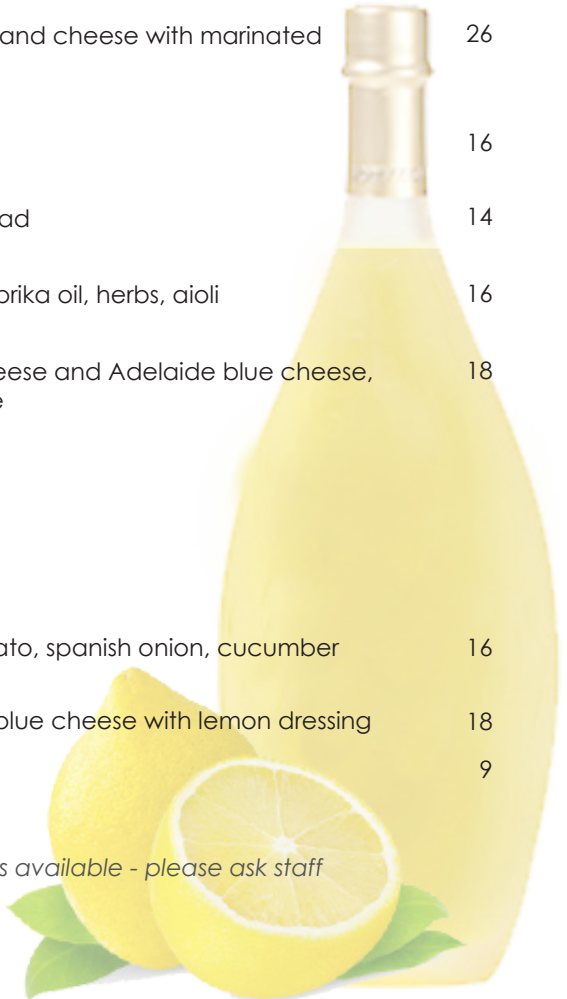 and cheese with marinated 26
16
ad 14
orika oil, herbs, aioli 16
eese and Adelaide blue cheese, 18
e
ato, spanish onion, cucumber 16
blue cheese with lemon dressing 18
9
s available - please ask staff